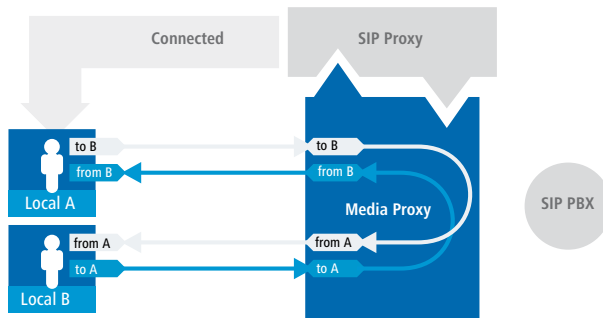 Connected
SIP Proxy
to B
to B
from B
from B
Local A
Media Proxy
SIP PBX
from A
from A
to A
to A
Local B